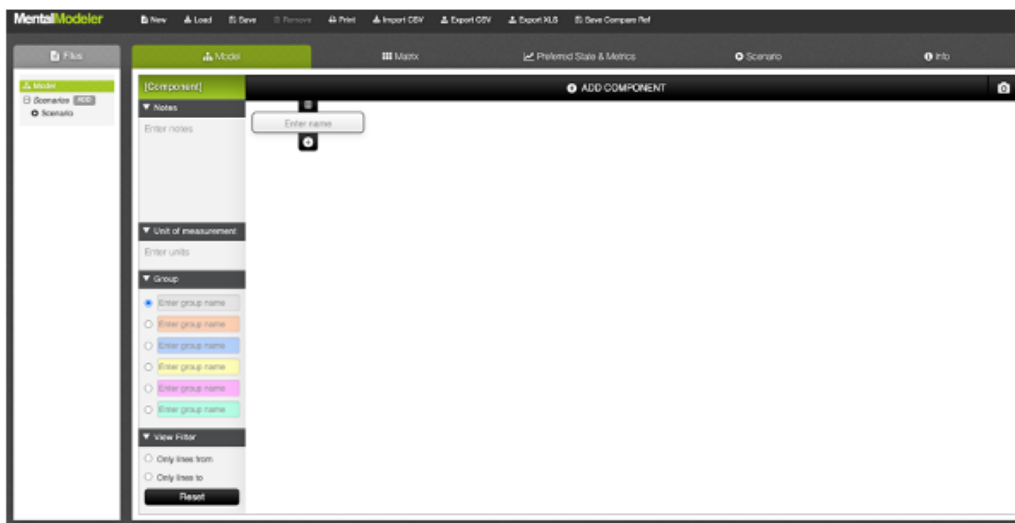 MentalModeler New Load Save Remove Print Import CSV Export CSV Export XLS Save Compare Ref
Files Model Matrix Preferred State & Metrics Scenario Info
Model
Scenarios ADD
Scenario
[Component]
ADD COMPONENT
Notes
Enter notes
Enter name
Unit of measurement
Enter units
Group
Enter group name
Enter group name
Enter group name
Enter group name
Enter group name
Enter group name
View Filter
Only lines from
Only lines to
Reset